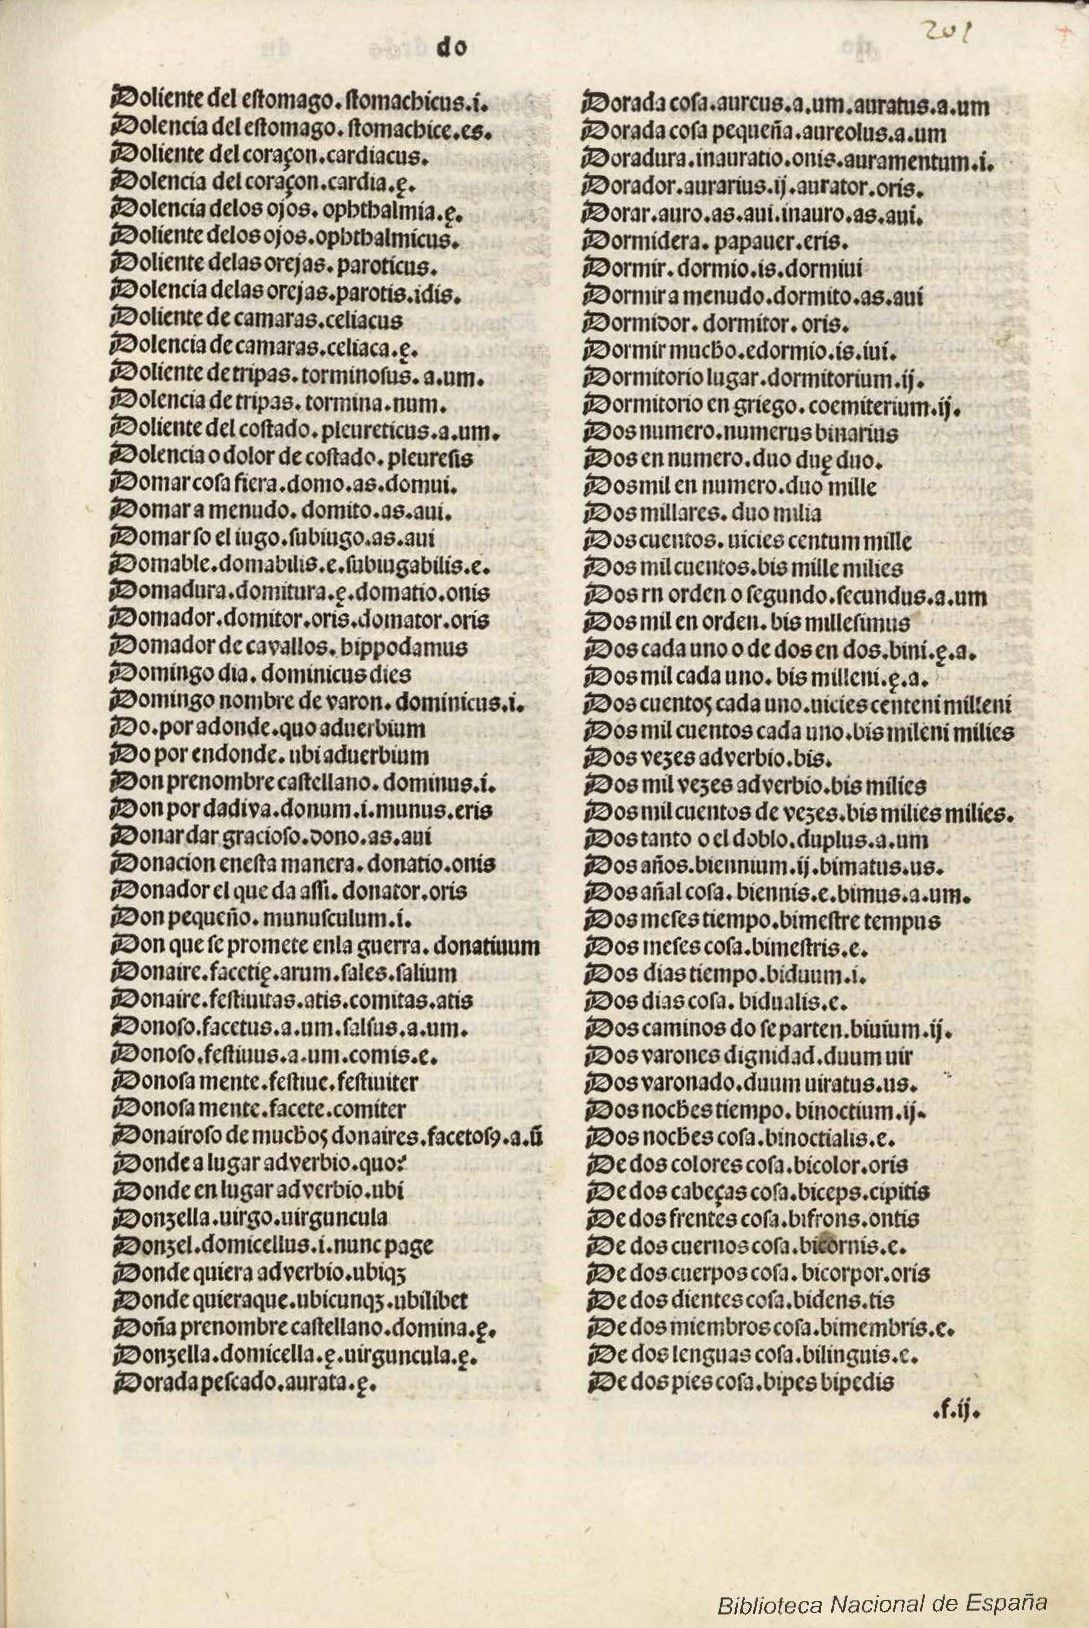 do
201
Doliente del estomago. stomachicus.i.
Dolencia del estomago. stomachice.es.
Doliente del coraçon.cardiacus.
Dolencia del coraçon.cardia.ę.
Dolencia delos ojos. ophthalmia.ę.
Doliente delos ojos.ophthalmicus.
Doliente delas orejas. paroticus.
Dolencia delas orejas.parotis.idis.
Doliente de camaras.celiacus
Dolencia de camaras.celiaca.ę.
Doliente de tripas. torminosus. a.um.
Dolencia de tripas. tormina.num.
Doliente del costado. pleureticus.a.um.
Dolencia o dolor de costado. pleuresis
Domar cosa fiera.domo.as.domui.
Domar a menudo. domito.as.aui.
Domar so el iugo.subiugo.as.aui
Domable.domabilis.e.subiugabilis.e.
Domadura.domitura.ę.domatio.onis
Domador.domitor.oris.domator.oris
Domador de cavallos. hippodamus
Domingo dia. dominicus dies
Domingo nombre de varon. dominicus.i.
Do.por adonde.quo aduerbium
Do por endonde. ubi aduerbium
Don prenombre castellano. dominus.i.
Don por dadiva.donum.i.munus.eris
Donar dar gracioso.dono.as.aui
Donacion enesta manera. donatio.onis
Donador el que da assi. donator.oris
Don pequeño. munusculum.i.
Don que se promete enla guerra. donatiuum
Donaire.facetię.arum.sales.salium
Donaire.festiuitas.atis.comitas.atis
Donoso.facetus.a.um.salsus.a.um.
Donoso.festiuus.a.um.comis.e.
Donosa mente.festiue.festiuiter
Donosa mente.facete.comiter
Donairoso de muchos donaires.facetosꝰ.a.ū
Donde a lugar adverbio.quo?
Donde en lugar adverbio.ubi
Donzella.uirgo.uirguncula
Donzel.domicellus.i.nunc page
Donde quiera adverbio.ubiqꝫ
Donde quieraque.ubicunqꝫ.ubilibet
Doña prenombre castellano.domina.ę.
Donzella.domicella.ę.uirguncula.ę.
Dorada pescado.aurata.ę.
Dorada cosa.aureus.a.um.auratus.a.um
Dorada cosa pequeña.aureolus.a.um
Doradura.inauratio.onis.auramentum.i.
Dorador.aurarius.ij.aurator.oris.
Dorar.auro.as.aui.inauro.as.aui.
Dormidera. papauer.eris.
Dormir. dormio.is.dormiui
Dormir a menudo.dormito.as.aui
Dormidor. dormitor. oris.
Dormir mucho.edormio.is.iui.
Dormitorio lugar.dormitorium.ij.
Dormitorio en griego. coemiterium.ij.
Dos numero.numerus binarius
Dos en numero.duo duę duo.
Dos mil en numero.duo mille
Dos millares. duo milia
Dos cuentos. uicies centum mille
Dos mil cuentos.bis mille milies
Dos rn orden o segundo.secundus.a.um
Dos mil en orden. bis millesimus
Dos cada uno o de dos en dos.bini.ę.a.
Dos mil cada uno. bis milleni.ę.a.
Dos cuentos cada uno.uicies centeni milleni
Dos mil cuentos cada uno.bis mileni milies
Dos vezes adverbio.bis.
Dos mil vezes adverbio.bis milies
Dos mil cuentos de vezes.bis milies milies.
Dos tanto o el doblo.duplus.a.um
Dos años.biennium.ij.bimatus.us.
Dos añal cosa. biennis.e.bimus.a.um.
Dos meses tiempo.bimestre tempus
Dos meses cosa.bimestris.e.
Dos dias tiempo.biduum.i.
Dos dias cosa. bidualis.e.
Dos caminos do se parten.biuium.ij.
Dos varones dignidad.duum uir
Dos varonado.duum uiratus.us.
Dos noches tiempo. binoctium.ij.
Dos noches cosa.binoctialis.e.
De dos colores cosa.bicolor.oris
De dos cabeças cosa.biceps.cipitis
De dos frentes cosa.bifrons.ontis
De dos cuernos cosa.bicornis.e.
De dos cuerpos cosa. bicorpor.oris
De dos dientes cosa.bidens.tis
De dos miembros cosa.bimembris.e.
De dos lenguas cosa.bilinguis.e.
De dos pies cosa.bipes bipedis
.f.ij.
Biblioteca Nacional de España